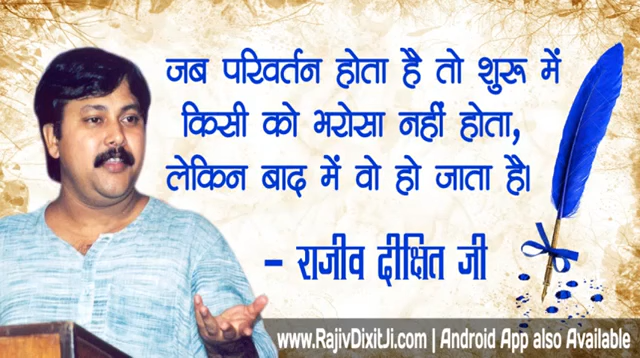 जब परिवर्तन होता है तो शुरू में
किसी को भरोसा नहीं होता,
लेकिन बाद में वो हो जाता है।
- राजीव दीक्षित जी
www.RajivDixitJi.com | Android App also Available